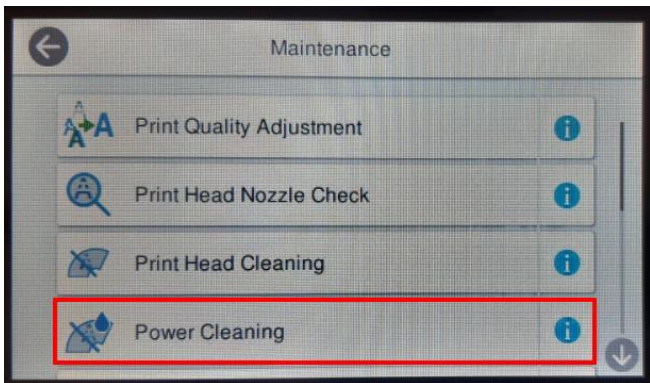 Maintenance
Print Quality Adjustment
Print Head Nozzle Check
Print Head Cleaning
Power Cleaning